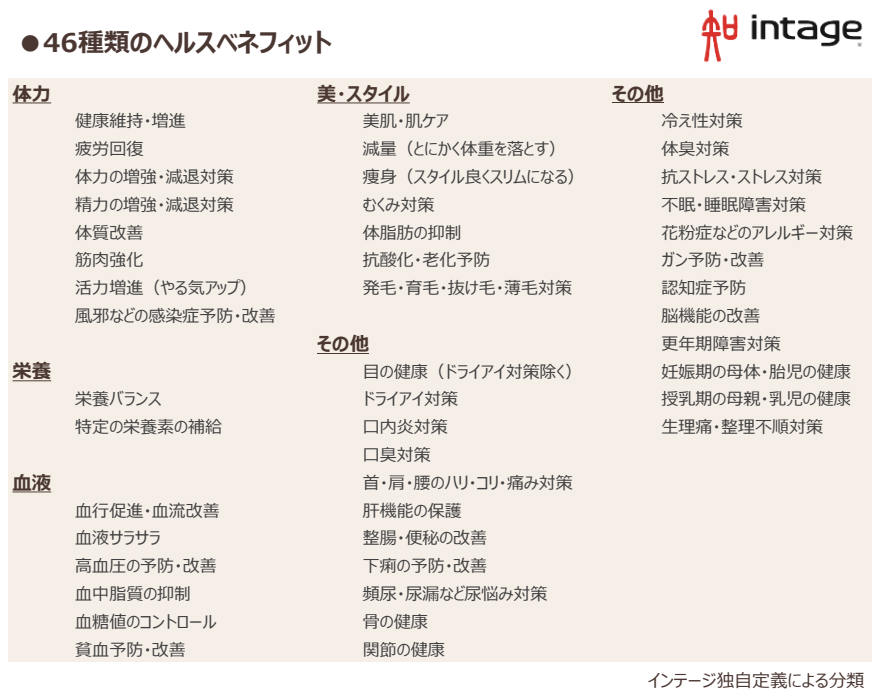 ●46種類のヘルスベネフィット
intage
体力
健康維持・増進
疲労回復
体力の増強・減退対策
精力の増強・減退対策
体質改善
筋肉強化
活力増進（やる気アップ）
風邪などの感染症予防・改善
栄養
栄養バランス
特定の栄養素の補給
血液
血行促進・血流改善
血液サラサラ
高血圧の予防・改善
血中脂質の抑制
血糖値のコントロール
貧血予防・改善
美・スタイル
美肌・肌ケア
減量（とにかく体重を落とす）
痩身（スタイル良くスリムになる）
むくみ対策
体脂肪の抑制
抗酸化・老化予防
発毛・育毛・抜け毛・薄毛対策
その他
目の健康（ドライアイ対策除く）
ドライアイ対策
口内炎対策
口臭対策
首・肩・腰のハリ・コリ・痛み対策
肝機能の保護
整腸・便秘の改善
下痢の予防・改善
頻尿・尿漏など尿悩み対策
骨の健康
関節の健康
その他
冷え性対策
体臭対策
抗ストレス・ストレス対策
不眠・睡眠障害対策
花粉症などのアレルギー対策
ガン予防・改善
認知症予防
脳機能の改善
更年期障害対策
妊娠期の母体・胎児の健康
授乳期の母親・乳児の健康
生理痛・整理不順対策
インテージ独自定義による分類